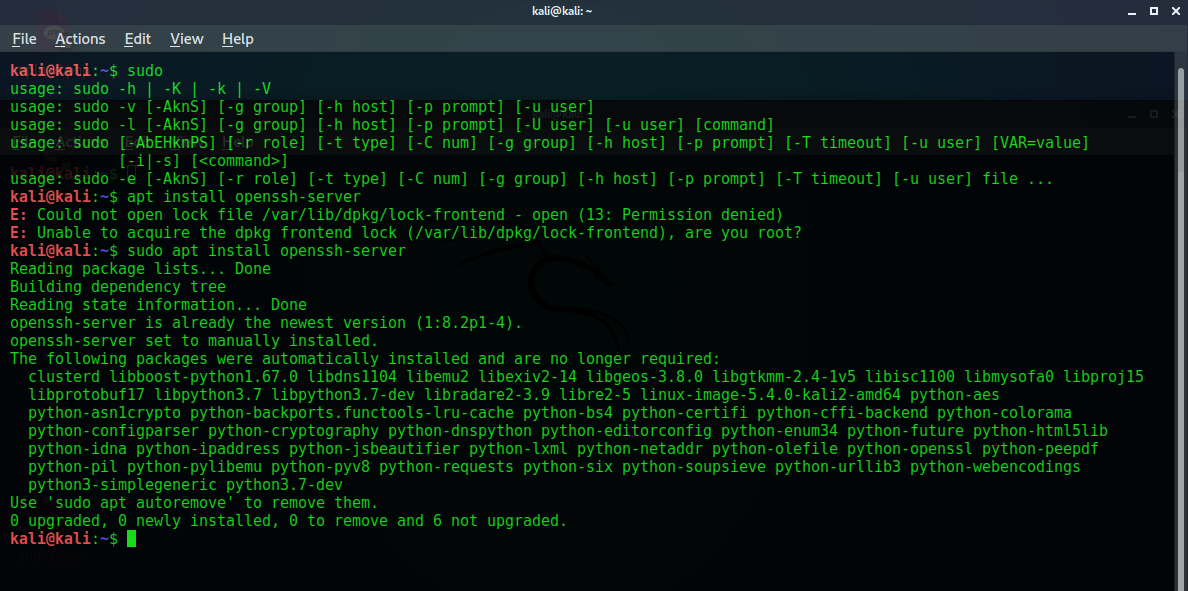 kali@kali: ~
File Actions Edit View Help
kali@kali:~$ sudo
usage: sudo -h | -K | -k | -V
usage: sudo -v [-AknS] [-g group] [-h host] [-p prompt] [-u user]
usage: sudo -l [-AknS] [-g group] [-h host] [-p prompt] [-U user] [-u user] [command]
usage: sudo [-AbEHknPS] [-r role] [-t type] [-C num] [-g group] [-h host] [-p prompt] [-T timeout] [-u user] [VAR=value]
            [-i|-s] [<command>]
usage: sudo -e [-AknS] [-r role] [-t type] [-C num] [-g group] [-h host] [-p prompt] [-T timeout] [-u user] file ...
kali@kali:~$ apt install openssh-server
E: Could not open lock file /var/lib/dpkg/lock-frontend - open (13: Permission denied)
E: Unable to acquire the dpkg frontend lock (/var/lib/dpkg/lock-frontend), are you root?
kali@kali:~$ sudo apt install openssh-server
Reading package lists... Done
Building dependency tree
Reading state information... Done
openssh-server is already the newest version (1:8.2p1-4).
openssh-server set to manually installed.
The following packages were automatically installed and are no longer required:
  clusterd libboost-python1.67.0 libdns1104 libemu2 libexiv2-14 libgeos-3.8.0 libgtkmm-2.4-1v5 libisc1100 libmysofa0 libproj15
  libprotobuf17 libpython3.7 libpython3.7-dev libradare2-3.9 libre2-5 linux-image-5.4.0-kali2-amd64 python-aes
  python-asn1crypto python-backports.functools-lru-cache python-bs4 python-certifi python-cffi-backend python-colorama
  python-configparser python-cryptography python-dnspython python-editorconfig python-enum34 python-future python-html5lib
  python-idna python-ipaddress python-jsbeautifier python-lxml python-netaddr python-olefile python-openssl python-peepdf
  python-pil python-pylibemu python-pyv8 python-requests python-six python-soupsieve python-urllib3 python-webencodings
  python3-simplegeneric python3.7-dev
Use 'sudo apt autoremove' to remove them.
0 upgraded, 0 newly installed, 0 to remove and 6 not upgraded.
kali@kali:~$